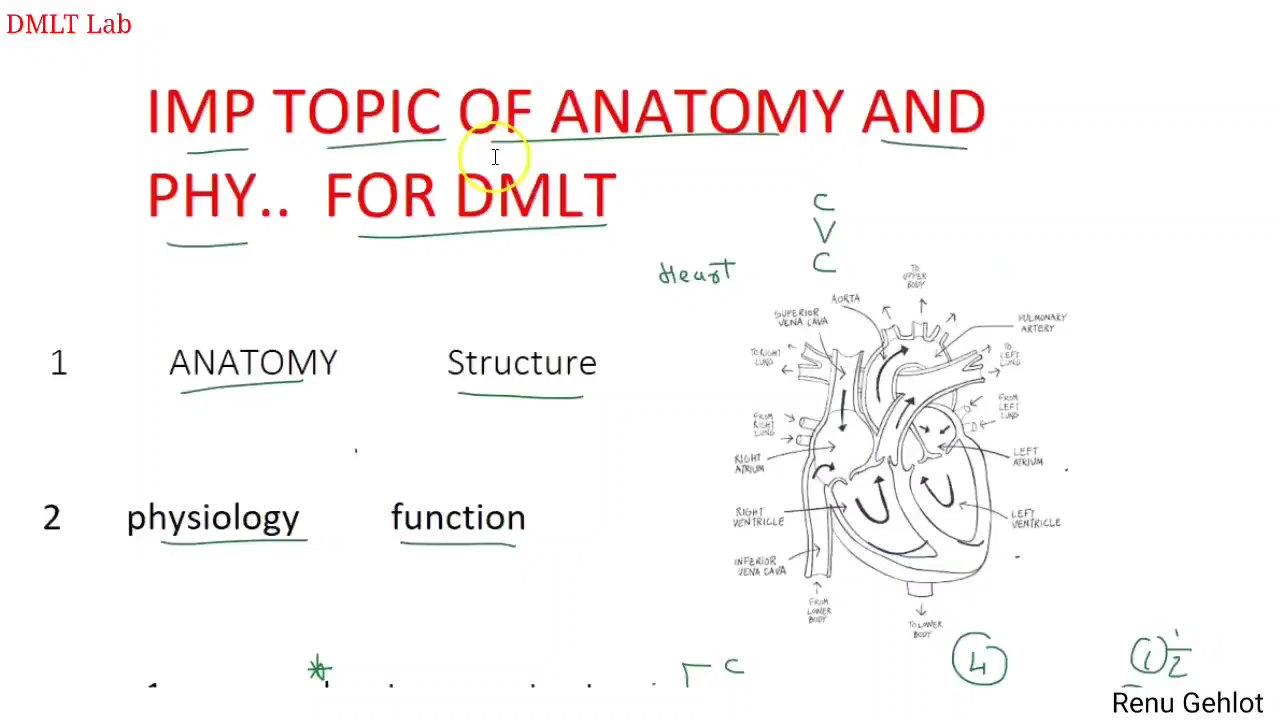 DMLT Lab
IMP TOPIC OF ANATOMY AND
PHY.. FOR DMLT
C
V
C
Heart
TO
UPPER
BODY
AORTA
SUPERIOR
VENA CAVA
PULMONARY
ARTERY
1 ANATOMY Structure
TO RIGHT
LUNG
TO
LEFT
LUNG
FROM
RIGHT
LUNG
FROM
LEFT
LUNG
RIGHT
ATRIUM
LEFT
ATRIUM
2 physiology function
RIGHT
VENTRICLE
LEFT
VENTRICLE
INFERIOR
VENA CAVA
FROM
LOWER
BODY
TO LOWER
BODY
C
4
1 1/2
Renu Gehlot